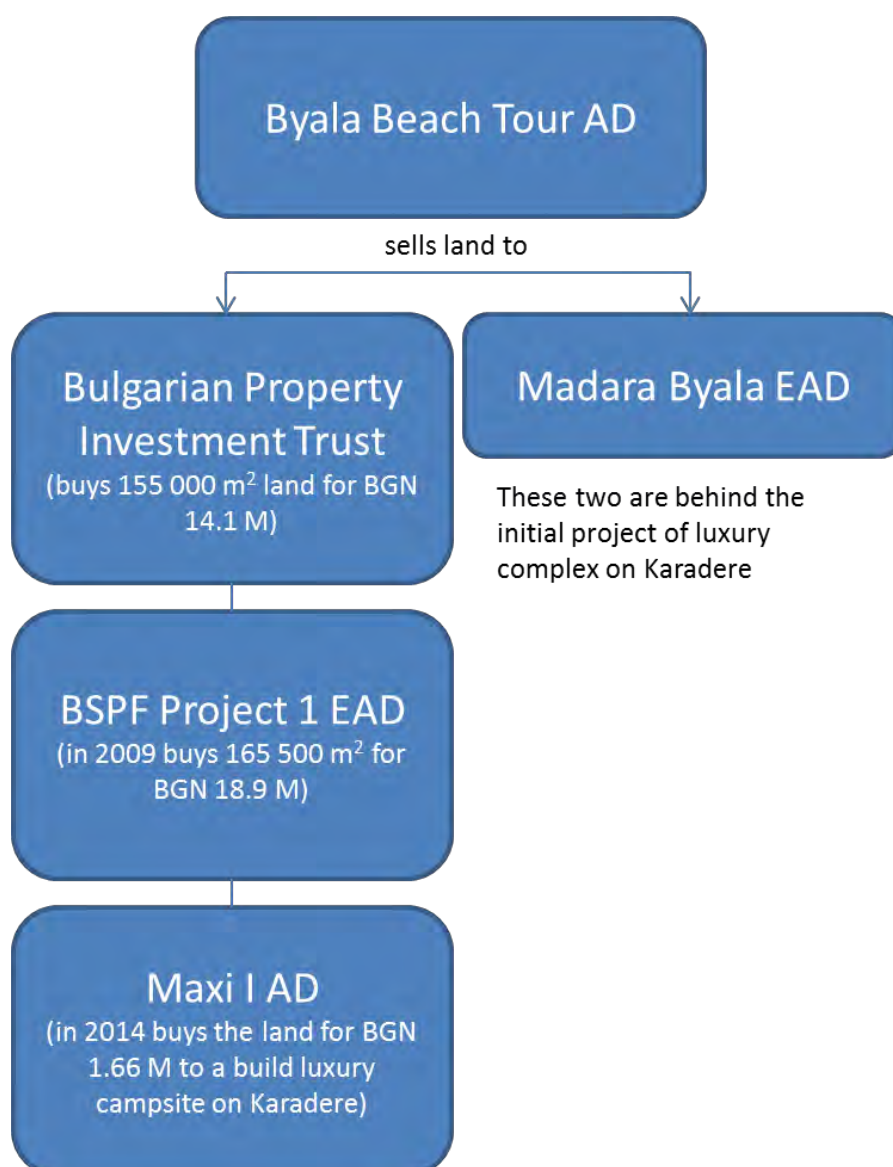 Byala Beach Tour AD
sells land to
Bulgarian Property
Investment Trust
(buys 155 000 m² land for BGN
14.1 M)
Madara Byala EAD
These two are behind the
initial project of luxury
complex on Karadere
BSPF Project 1 EAD
(in 2009 buys 165 500 m² for
BGN 18.9 M)
Maxi I AD
(in 2014 buys the land for BGN
1.66 M to a build luxury
campsite on Karadere)